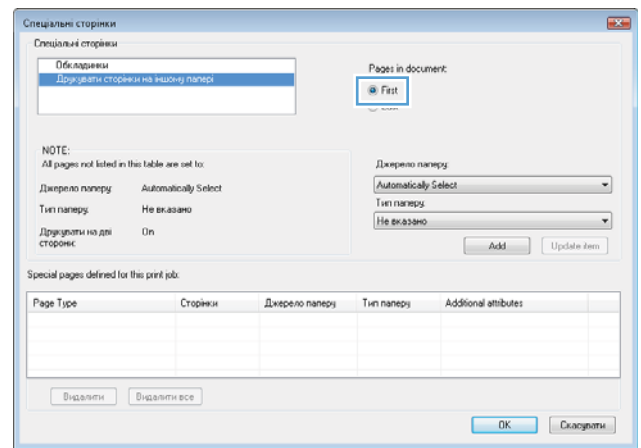 Спеціальні сторінки
Спеціальні сторінки
Обкладинки
Друкувати сторінки на іншому папері
Pages in document:
First
NOTE:
All pages not listed in this table are set to:
Джерело паперу: Automatically Select
Тип паперу: Не вказано
Друкувати на дві сторони: On
Джерело паперу:
Automatically Select
Тип паперу:
Не вказано
Add Update item
Special pages defined for this print job:
Page Type Сторінки Джерело паперу Тип паперу Additional attributes
Видалити Видалити все
OK Скасувати